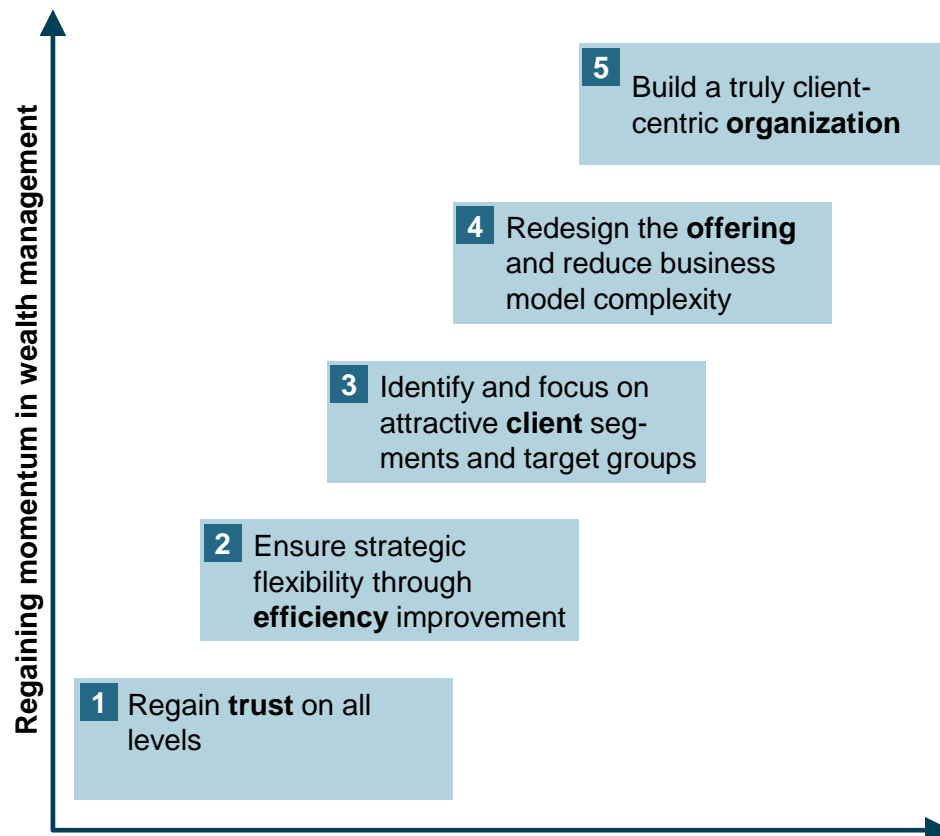 Regaining momentum in wealth management
5
Build a truly client-
centric organization
4
Redesign the offering
and reduce business
model complexity
3
Identify and focus on
attractive client seg-
ments and target groups
2
Ensure strategic
flexibility through
efficiency improvement
1
Regain trust on all
levels